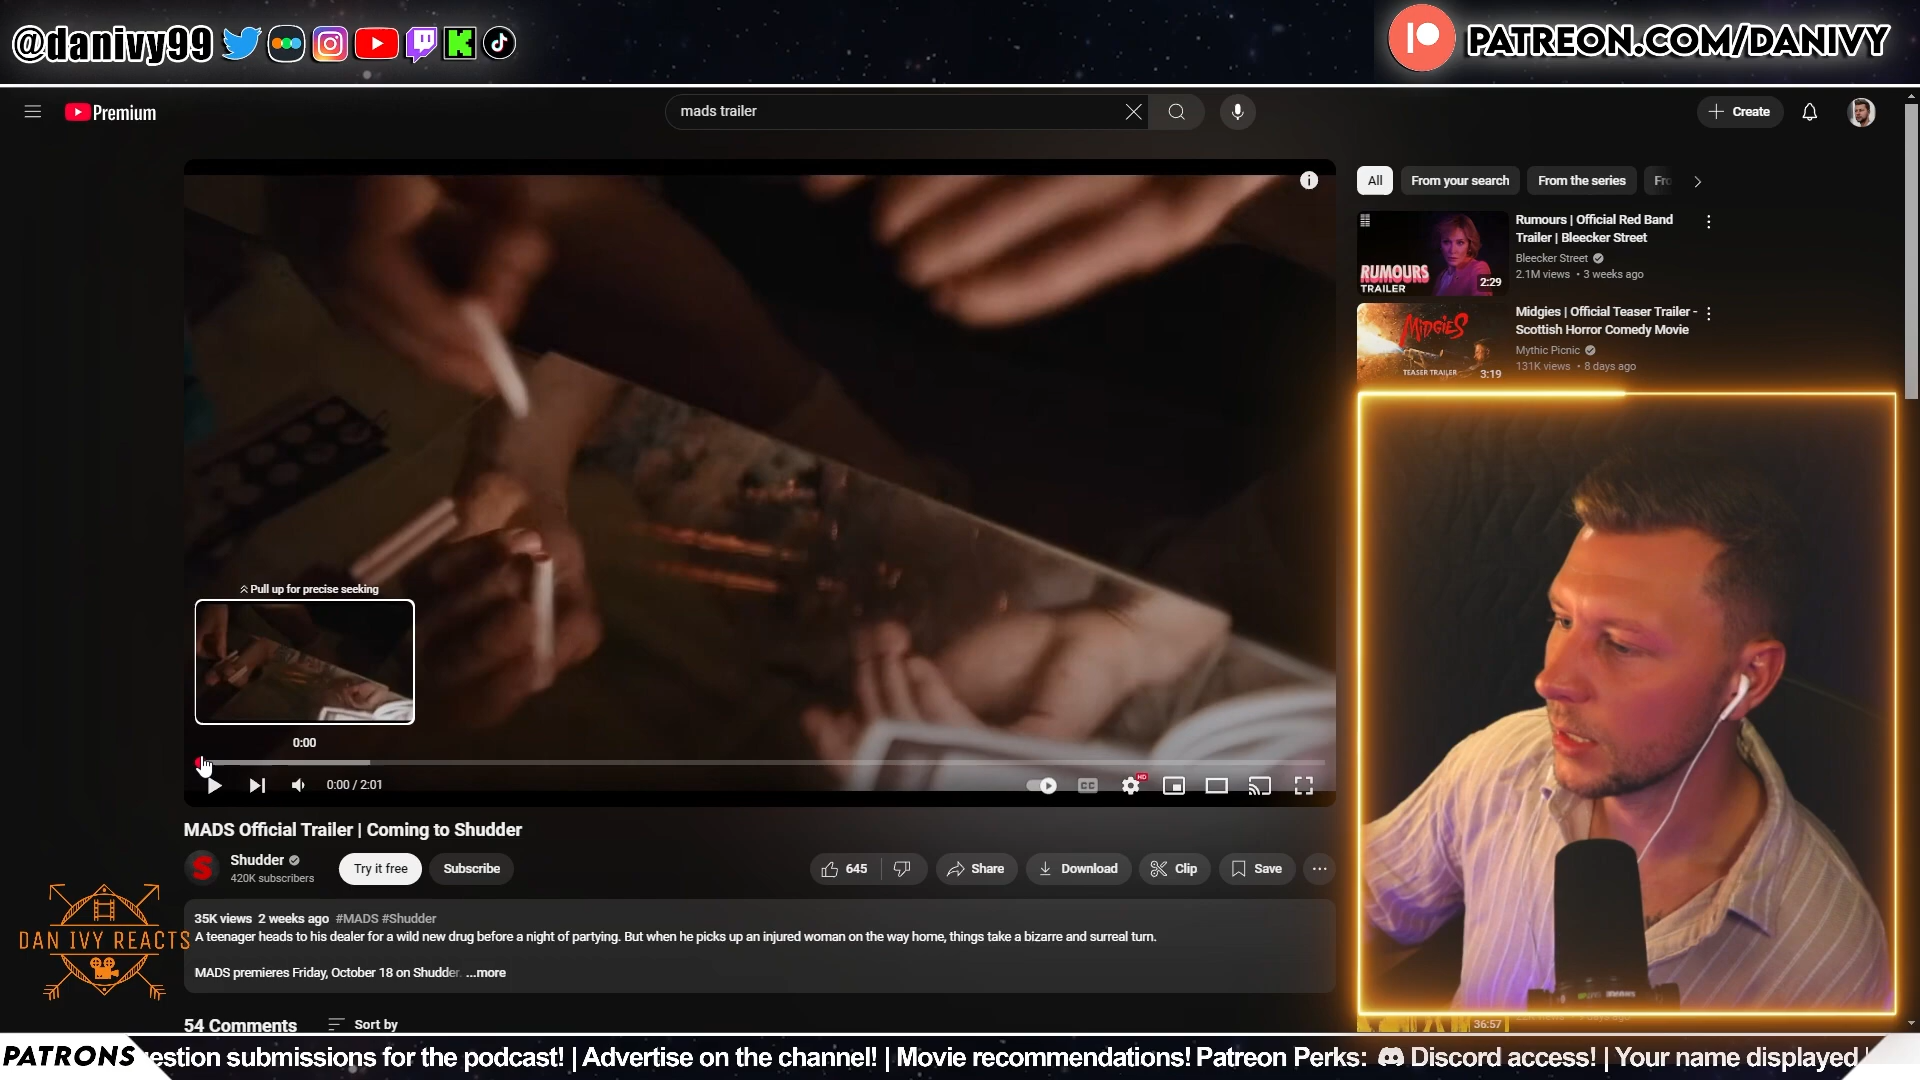 @danivy99
PATREON.COM/DANIVY
Premium
mads trailer
Create
All
From your search
From the series
Fro
RUMOURS
TRAILER
2:29
Rumours | Official Red Band
Trailer | Bleecker Street
Bleecker Street
2.1M views • 3 weeks ago
MIDGIES
TEASER TRAILER
3:19
Midgies | Official Teaser Trailer -
Scottish Horror Comedy Movie
Mythic Picnic
131K views • 8 days ago
Pull up for precise seeking
0:00
0:00 / 2:01
CC
HD
MADS Official Trailer | Coming to Shudder
S
Shudder
420K subscribers
Try it free
Subscribe
645
Share
Download
Clip
Save
35K views 2 weeks ago #MADS #Shudder
A teenager heads to his dealer for a wild new drug before a night of partying. But when he picks up an injured woman on the way home, things take a bizarre and surreal turn.
MADS premieres Friday, October 18 on Shudder. ...more
DAN IVY REACTS
54 Comments
Sort by
36:57
PATRONS
estion submissions for the podcast! | Advertise on the channel! | Movie recommendations! Patreon Perks: Discord access! | Your name displayed |